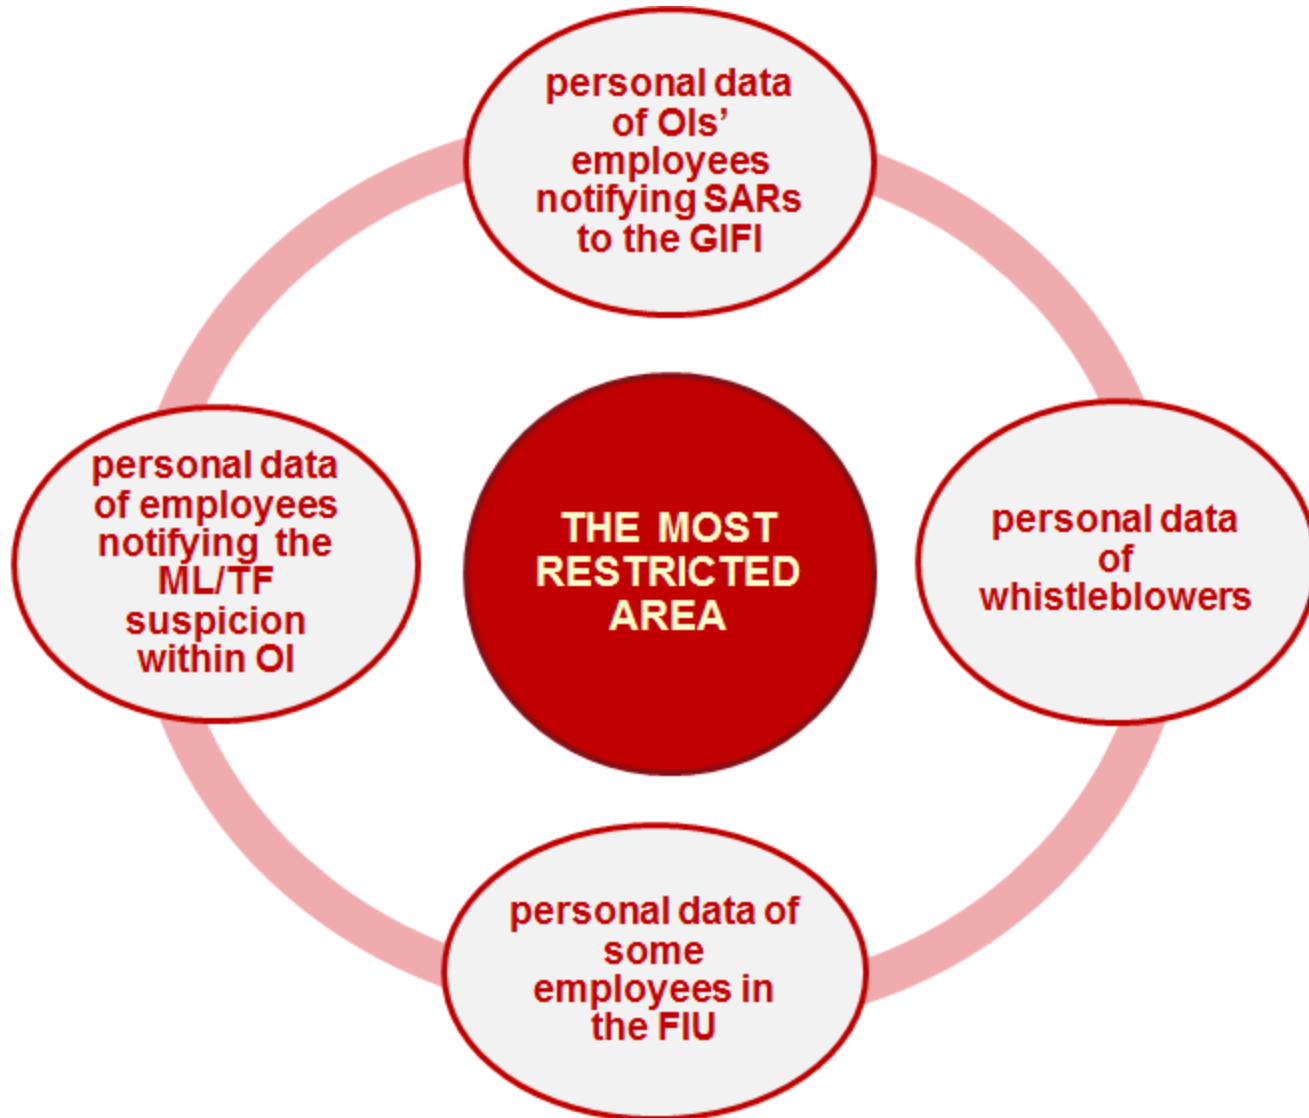 personal data
of OIs’
employees
notifying SARs
to the GIFI
personal data
of employees
notifying the
ML/TF
suspicion
within OI
THE MOST
RESTRICTED
AREA
personal data
of
whistleblowers
personal data of
some
employees in
the FIU